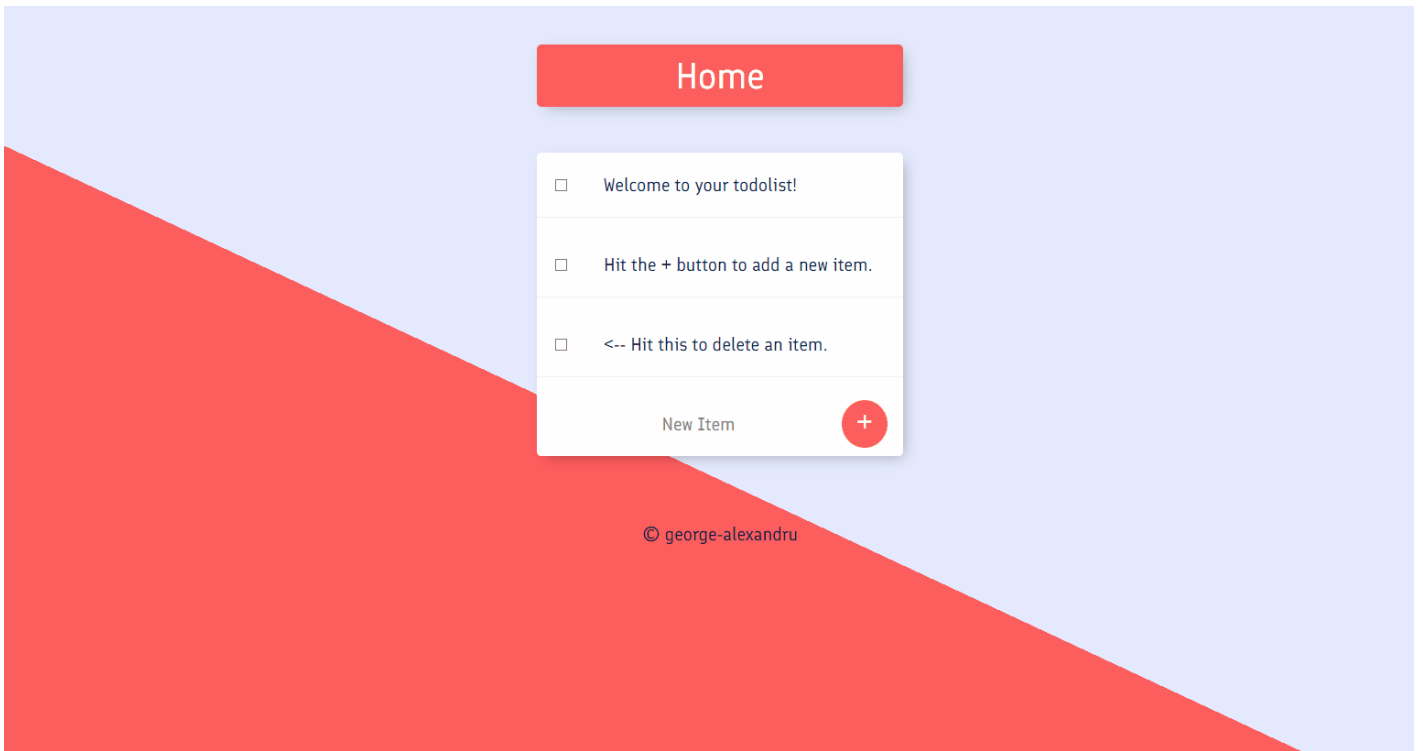 Home
Welcome to your todolist!
Hit the + button to add a new item.
<-- Hit this to delete an item.
New Item
+
© george-alexandru